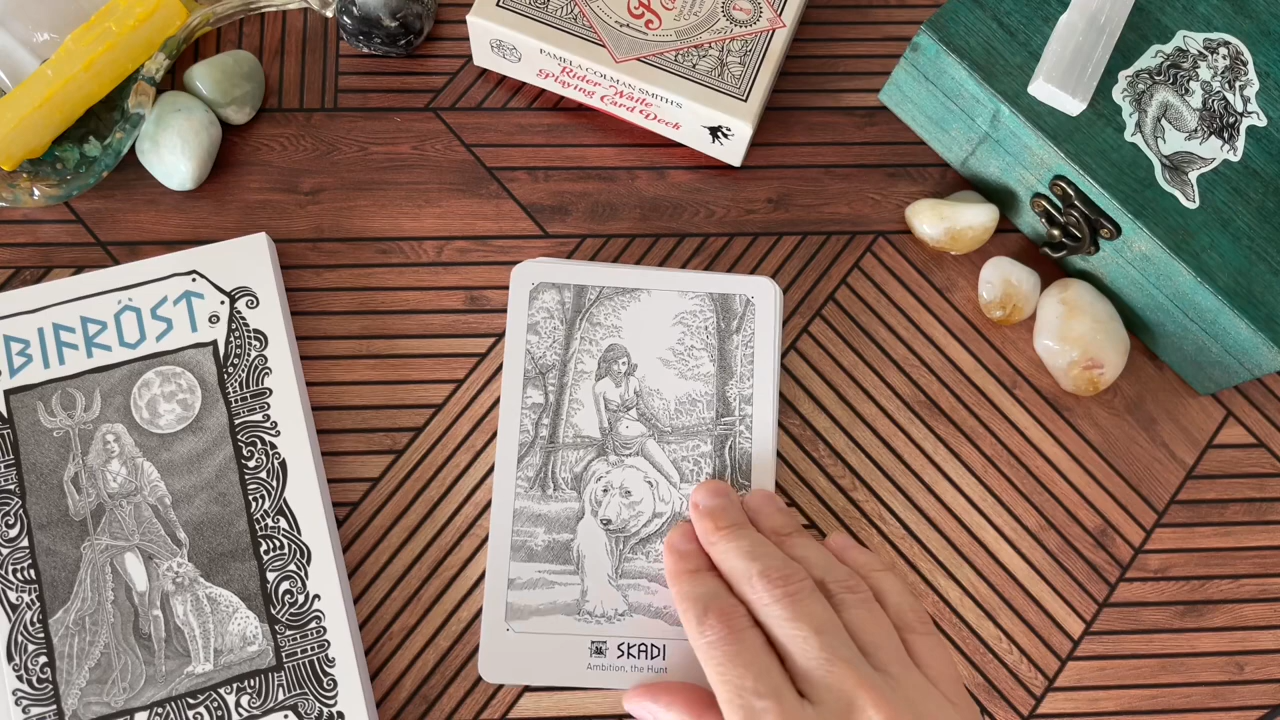 PAMELA COLMAN SMITH'S
Rider-Waite
Playing Card Deck
BIFRÖST
SKADI
Ambition, the Hunt